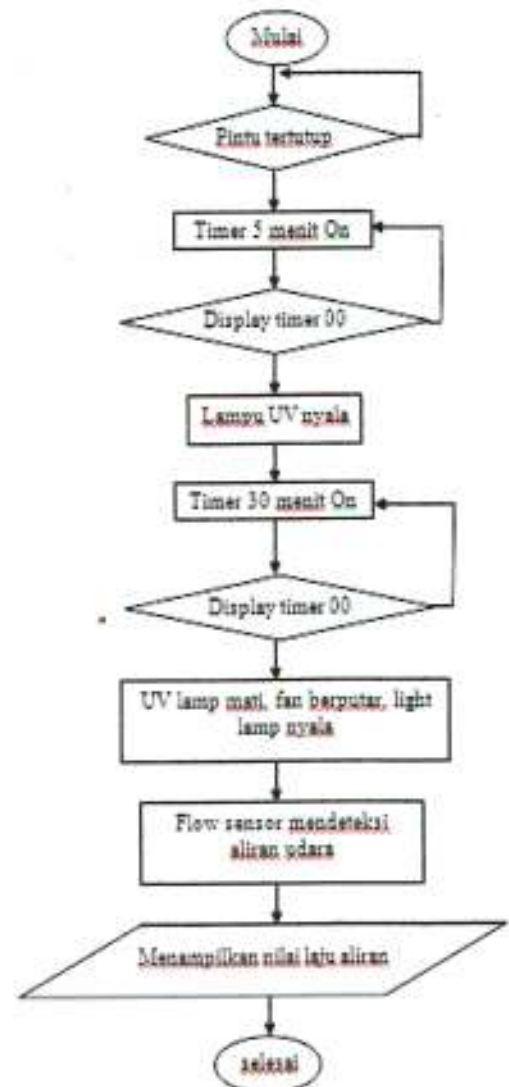 Mulai
Pintu tertutup
Timer 5 menit On
Display timer 00
Lampu UV nyala
Timer 30 menit On
Display timer 00
UV lamp mati, fan berputar, light
lamp nyala
Flow sensor mendeteksi
aliran udara
Menampilkan nilai laju aliran
selesai